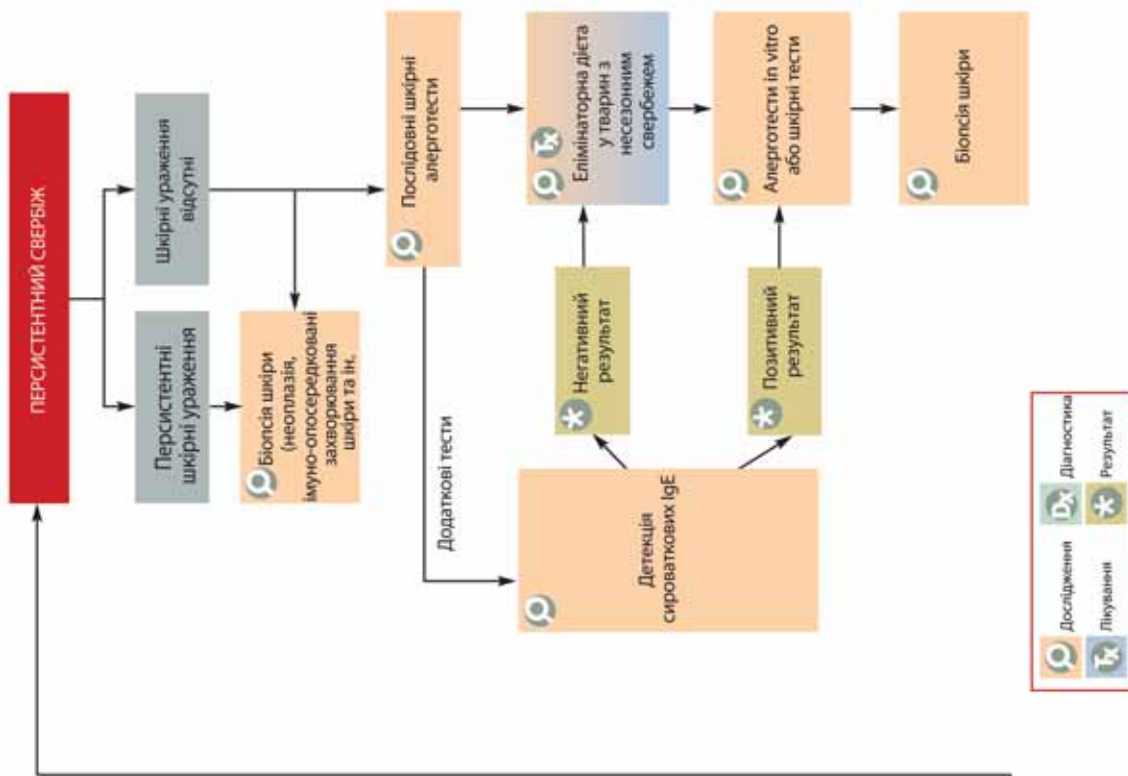 ПЕРСИСТЕНТНИЙ СВЕРБІЖ
Персистентні
шкірні ураження
Шкірні ураження
відсутні
Біопсія шкіри
(неоплазія,
імуно-опосередковані
захворювання
шкіри та ін.
Послідовні шкірні
алерготести
Додаткові тести
Детекція
сироваткових IgE
Негативний
результат
Позитивний
результат
Елімінаторна дієта
у тварин з
несезонним
свербежем
Алерготести in vitro
або шкірні тести
Біопсія шкіри
Дослідження
Dx Діагностика
Tx Лікування
* Результат